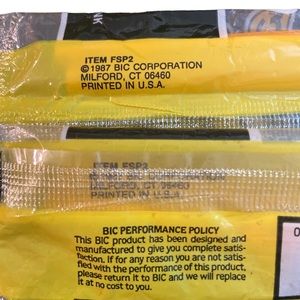 ITEM FSP2
©1987 BIC CORPORATION
MILFORD, CT 06460
PRINTED IN U.S.A.
ITEM FSP2
BIC CORPORATION
MILFORD, CT 06460
PRINTED IN U.S.A.
BIC PERFORMANCE POLICY
This BIC product has been designed and
manufactured to give you complete satis-
faction. If for any reason you are not satis-
fied with the performance of this product,
please return it to BIC and we will replace
it at no cost to you.